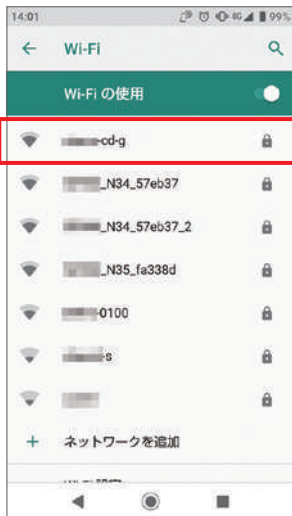 14:01 4G 99%
Wi-Fi
Wi-Fi の使用
-cd-g
_N34_57eb37
_N34_57eb37_2
_N35_fa338d
-0100
-s
+ ネットワークを追加